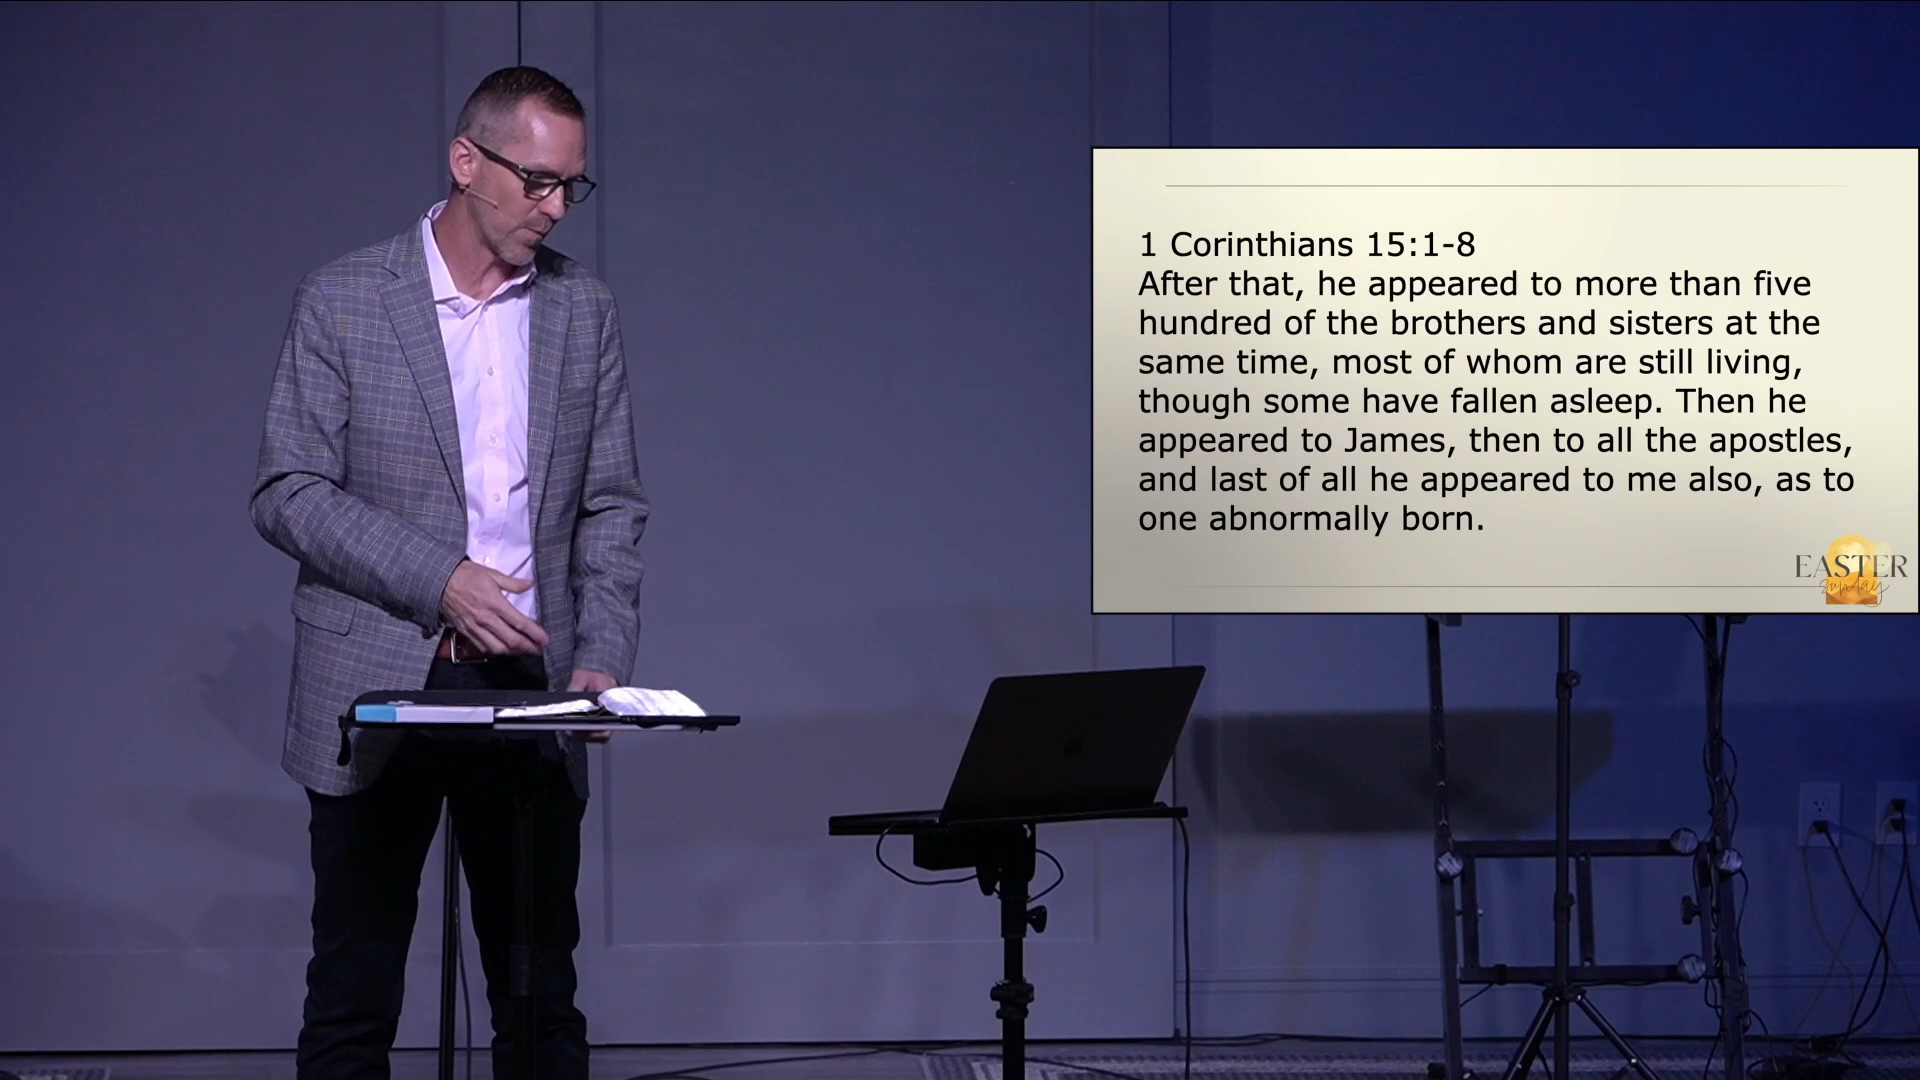 1 Corinthians 15:1-8
After that, he appeared to more than five
hundred of the brothers and sisters at the
same time, most of whom are still living,
though some have fallen asleep. Then he
appeared to James, then to all the apostles,
and last of all he appeared to me also, as to
one abnormally born.
EASTER
sunday